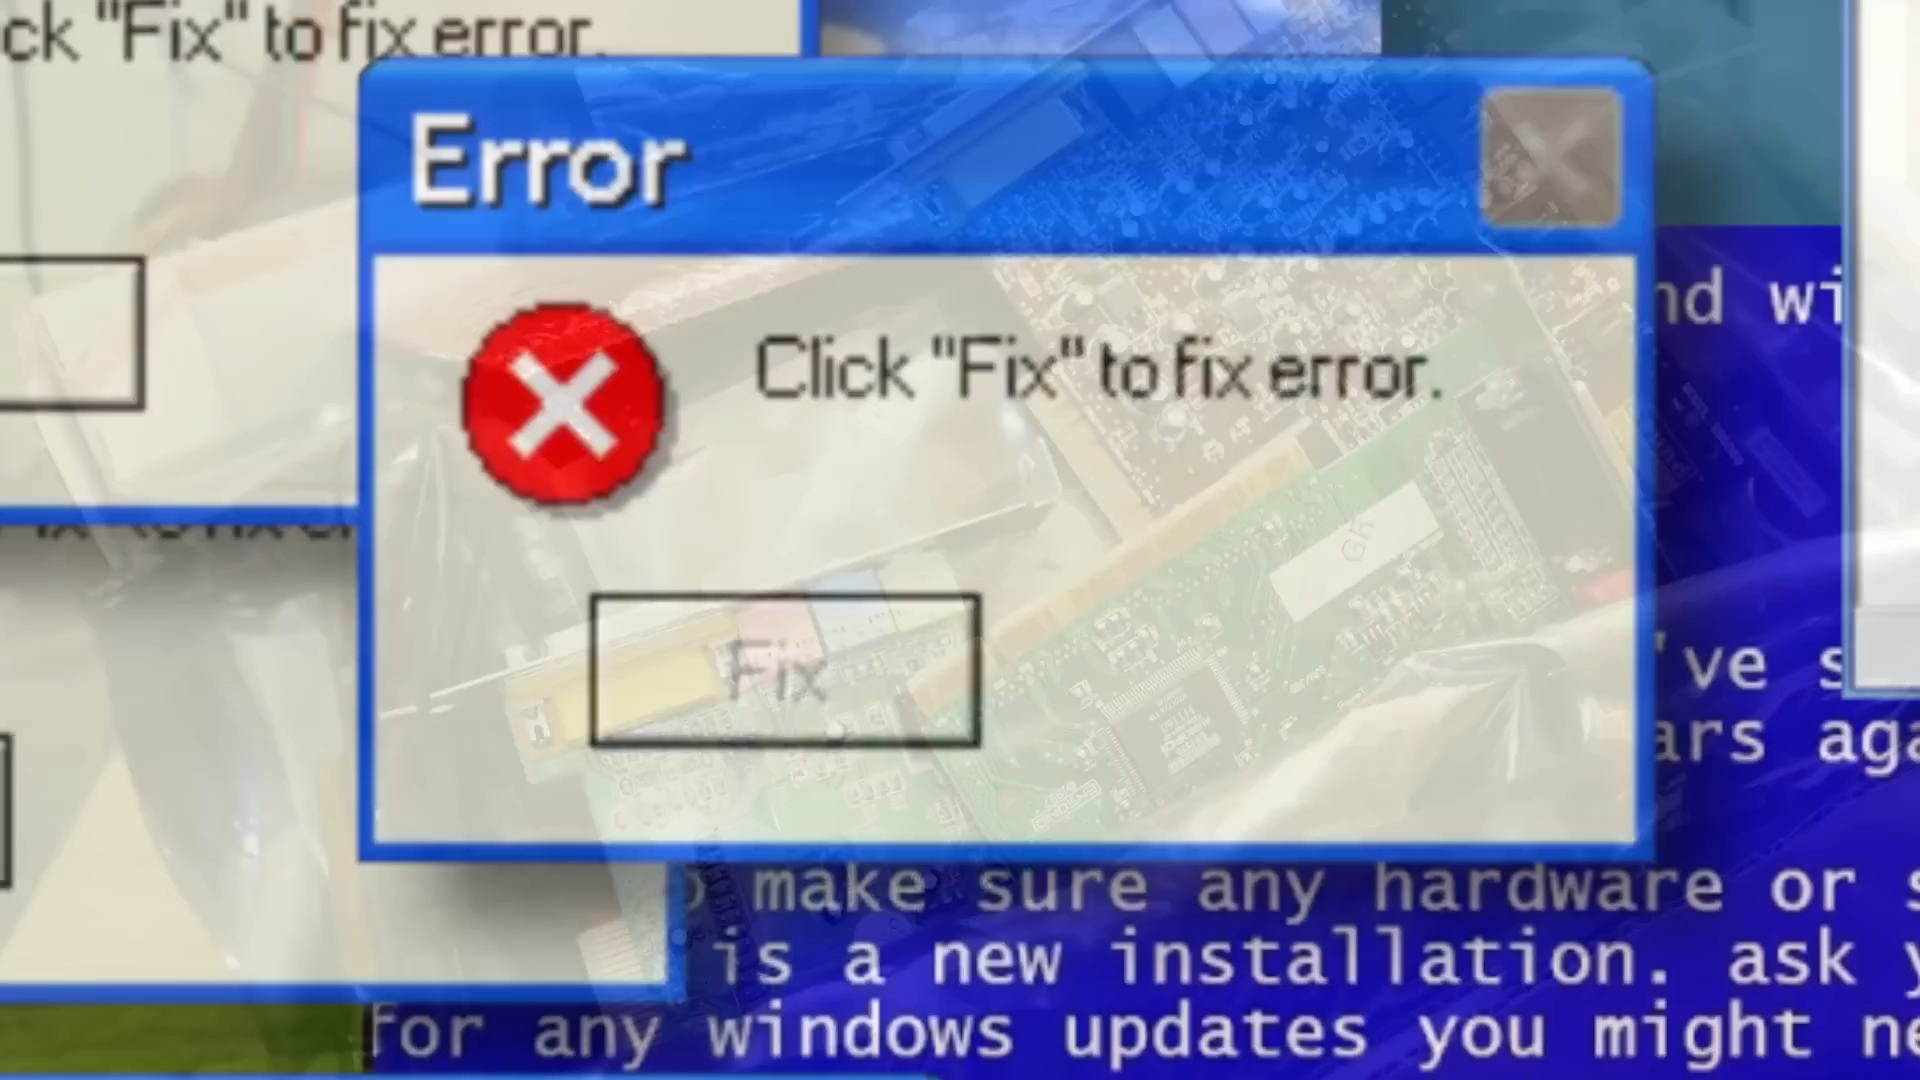 ck "Fix" to fix error.
Error
Click "Fix" to fix error.
Fix
nd wi
've s
ars aga
make sure any hardware or s
is a new installation. ask y
for any windows updates you might ne